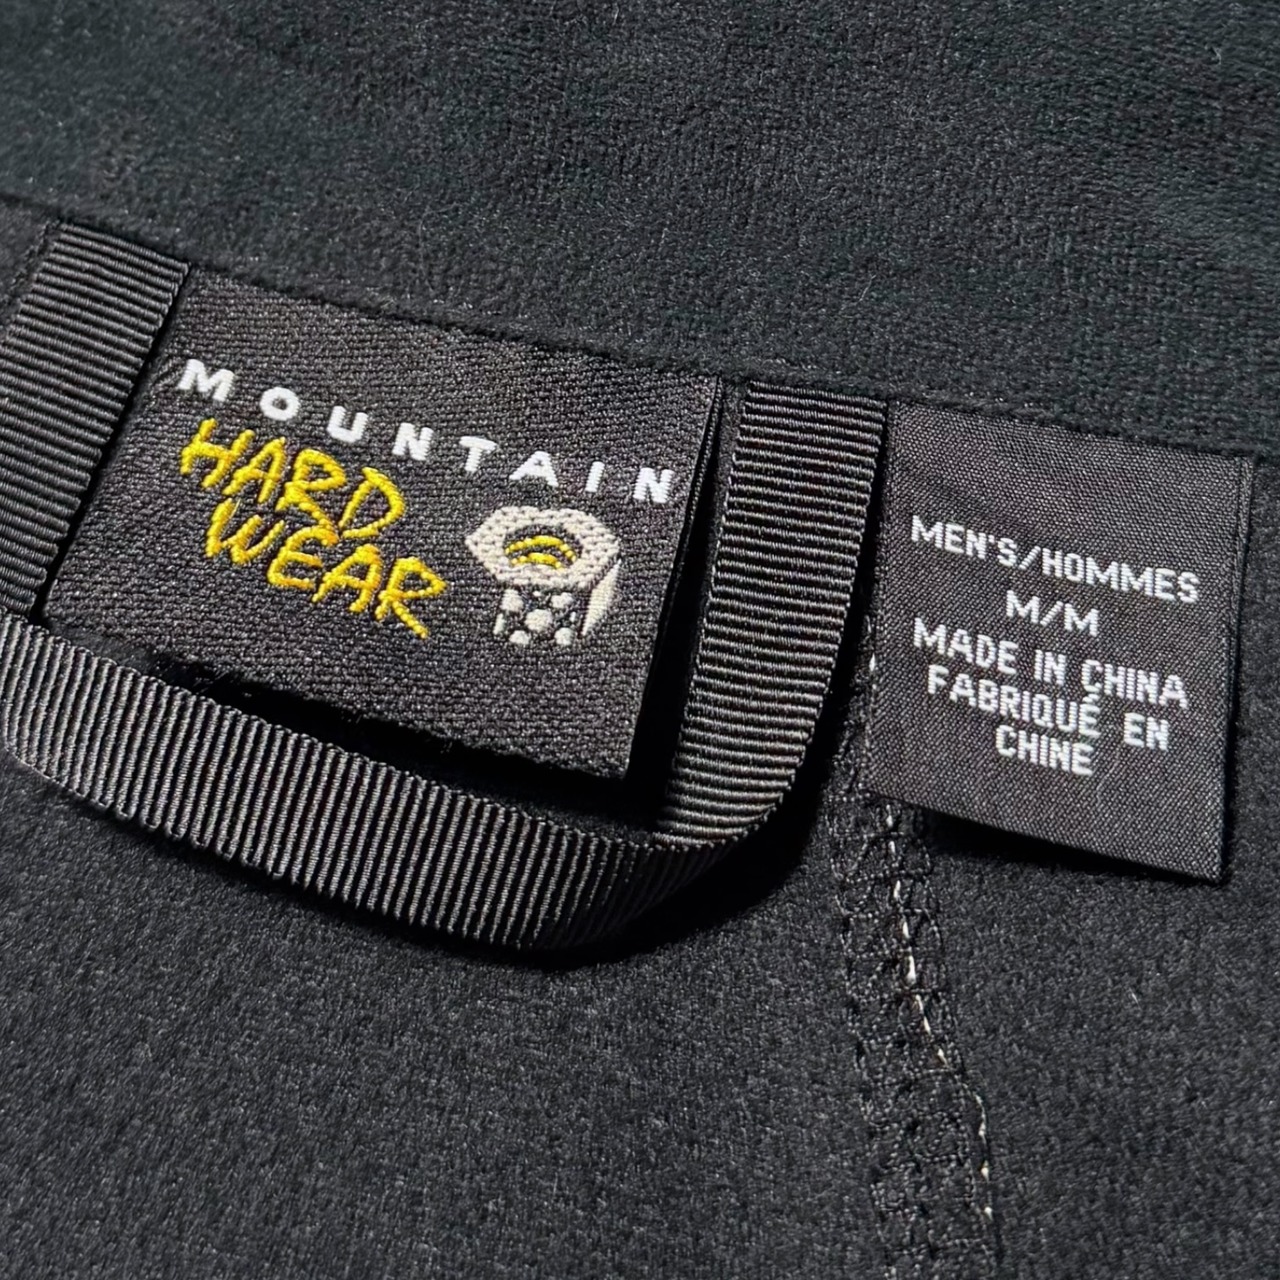 MOUNTAIN
HARD
WEAR
MEN'S/HOMMES
M/M
MADE IN CHINA
FABRIQUÉ EN
CHINE